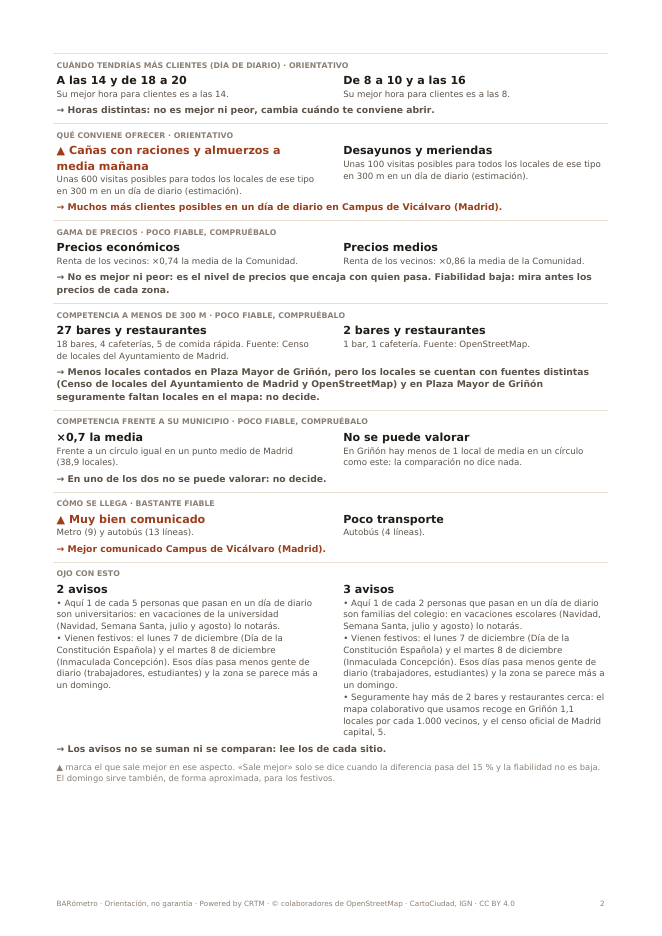 CUÁNDO TENDRÍAS MÁS CLIENTES (DÍA DE DIARIO) · ORIENTATIVO
A las 14 y de 18 a 20
Su mejor hora para clientes es a las 14.
De 8 a 10 y a las 16
Su mejor hora para clientes es a las 8.
→ Horas distintas: no es mejor ni peor, cambia cuándo te conviene abrir.
QUÉ CONVIENE OFRECER · ORIENTATIVO
▲ Cañas con raciones y almuerzos a
media mañana
Unas 600 visitas posibles para todos los locales de ese tipo
en 300 m en un día de diario (estimación).
Desayunos y meriendas
Unas 100 visitas posibles para todos los locales de ese tipo
en 300 m en un día de diario (estimación).
→ Muchos más clientes posibles en un día de diario en Campus de Vicálvaro (Madrid).
GAMA DE PRECIOS · POCO FIABLE, COMPRUÉBALO
Precios económicos
Renta de los vecinos: ×0,74 la media de la Comunidad.
Precios medios
Renta de los vecinos: ×0,86 la media de la Comunidad.
→ No es mejor ni peor: es el nivel de precios que encaja con quien pasa. Fiabilidad baja: mira antes los
precios de cada zona.
COMPETENCIA A MENOS DE 300 M · POCO FIABLE, COMPRUÉBALO
27 bares y restaurantes
18 bares, 4 cafeterías, 5 de comida rápida. Fuente: Censo
de locales del Ayuntamiento de Madrid.
2 bares y restaurantes
1 bar, 1 cafetería. Fuente: OpenStreetMap.
→ Menos locales contados en Plaza Mayor de Griñón, pero los locales se cuentan con fuentes distintas
(Censo de locales del Ayuntamiento de Madrid y OpenStreetMap) y en Plaza Mayor de Griñón
seguramente faltan locales en el mapa: no decide.
COMPETENCIA FRENTE A SU MUNICIPIO · POCO FIABLE, COMPRUÉBALO
×0,7 la media
Frente a un círculo igual en un punto medio de Madrid
(38,9 locales).
No se puede valorar
En Griñón hay menos de 1 local de media en un círculo
como este: la comparación no dice nada.
→ En uno de los dos no se puede valorar: no decide.
CÓMO SE LLEGA · BASTANTE FIABLE
▲ Muy bien comunicado
Metro (9) y autobús (13 líneas).
Poco transporte
Autobús (4 líneas).
→ Mejor comunicado Campus de Vicálvaro (Madrid).
OJO CON ESTO
2 avisos
• Aquí 1 de cada 5 personas que pasan en un día de diario
son universitarios: en vacaciones de la universidad
(Navidad, Semana Santa, julio y agosto) lo notarás.
• Vienen festivos: el lunes 7 de diciembre (Día de la
Constitución Española) y el martes 8 de diciembre
(Inmaculada Concepción). Esos días pasa menos gente de
diario (trabajadores, estudiantes) y la zona se parece más a
un domingo.
3 avisos
• Aquí 1 de cada 2 personas que pasan en un día de diario
son familias del colegio: en vacaciones escolares (Navidad,
Semana Santa, julio y agosto) lo notarás.
• Vienen festivos: el lunes 7 de diciembre (Día de la
Constitución Española) y el martes 8 de diciembre
(Inmaculada Concepción). Esos días pasa menos gente de
diario (trabajadores, estudiantes) y la zona se parece más a
un domingo.
• Seguramente hay más de 2 bares y restaurantes cerca: el
mapa colaborativo que usamos recoge en Griñón 1,1
locales por cada 1.000 vecinos, y el censo oficial de Madrid
capital, 5.
→ Los avisos no se suman ni se comparan: lee los de cada sitio.
▲ marca el que sale mejor en ese aspecto. «Sale mejor» solo se dice cuando la diferencia pasa del 15 % y la fiabilidad no es baja.
El domingo sirve también, de forma aproximada, para los festivos.
BARómetro · Orientación, no garantía · Powered by CRTM · © colaboradores de OpenStreetMap · CartoCiudad, IGN · CC BY 4.0
2